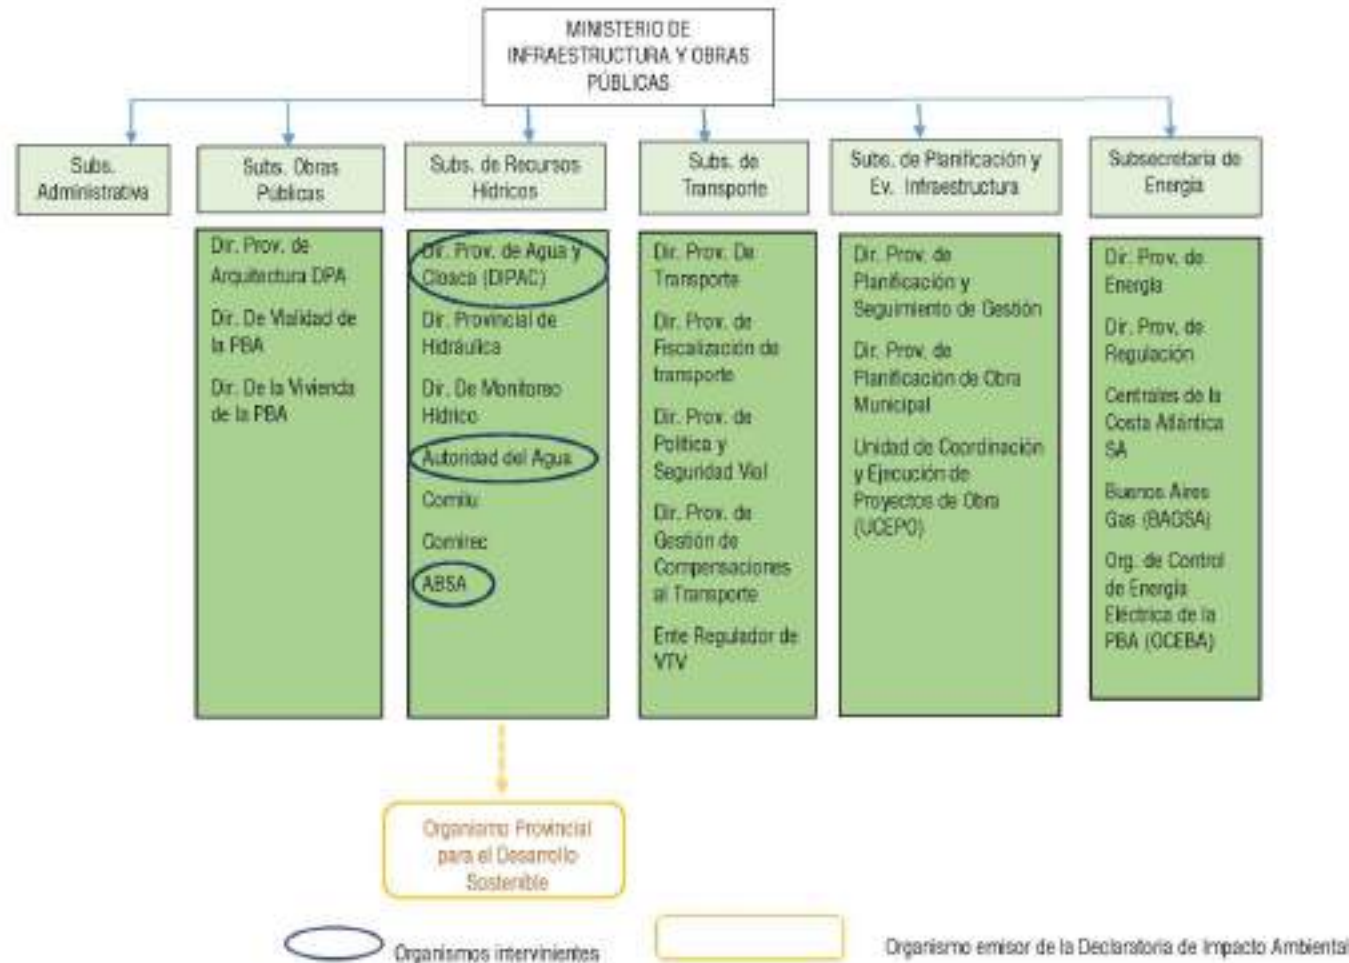 MINISTERIO DE
INFRAESTRUCTURA Y OBRAS
PÚBLICAS
Subs.
Administrativa
Subs. Obras
Públicas
Subs. de Recursos
Hídricos
Subs. de
Transporte
Subs. de Planificación y
Ev. Infraestructura
Subsecretaría de
Energía
Dir. Prov. de
Arquitectura DPA
Dir. De Vialidad de
la PBA
Dir. De la Vivienda
de la PBA
Dir. Prov. de Agua y
Cloaca (DIPAC)
Dir. Provincial de
Hidráulica
Dir. De Monitoreo
Hídrico
Autoridad del Agua
Comilu
Comirec
ABSA
Dir. Prov. De
Transporte
Dir. Prov. de
Fiscalización de
transporte
Dir. Prov. de
Política y
Seguridad Vial
Dir. Prov. de
Gestión de
Compensaciones
al Transporte
Ente Regulador de
VTV
Dir. Prov. de
Planificación y
Seguimiento de Gestión
Dir. Prov. de
Planificación de Obra
Municipal
Unidad de Coordinación
y Ejecución de
Proyectos de Obra
(UCEPO)
Dir. Prov. de
Energía
Dir. Prov. de
Regulación
Centrales de la
Costa Atlántica
SA
Buenos Aires
Gas (BAGSA)
Org. de Control
de Energía
Eléctrica de la
PBA (OCEBA)
Organismo Provincial
para el Desarrollo
Sostenible
Organismos intervinientes
Organismo emisor de la Declaratoria de Impacto Ambiental